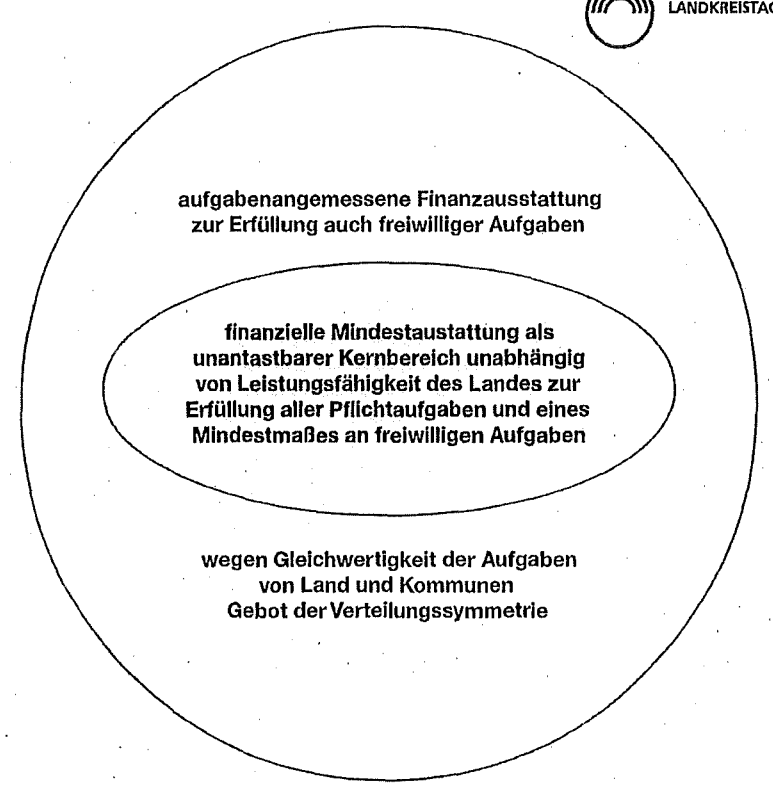 LANDKREISTAG
aufgabenangemessene Finanzausstattung
zur Erfüllung auch freiwilliger Aufgaben
finanzielle Mindestaustattung als
unantastbarer Kernbereich unabhängig
von Leistungsfähigkeit des Landes zur
Erfüllung aller Pflichtaufgaben und eines
Mindestmaßes an freiwilligen Aufgaben
wegen Gleichwertigkeit der Aufgaben
von Land und Kommunen
Gebot der Verteilungssymmetrie